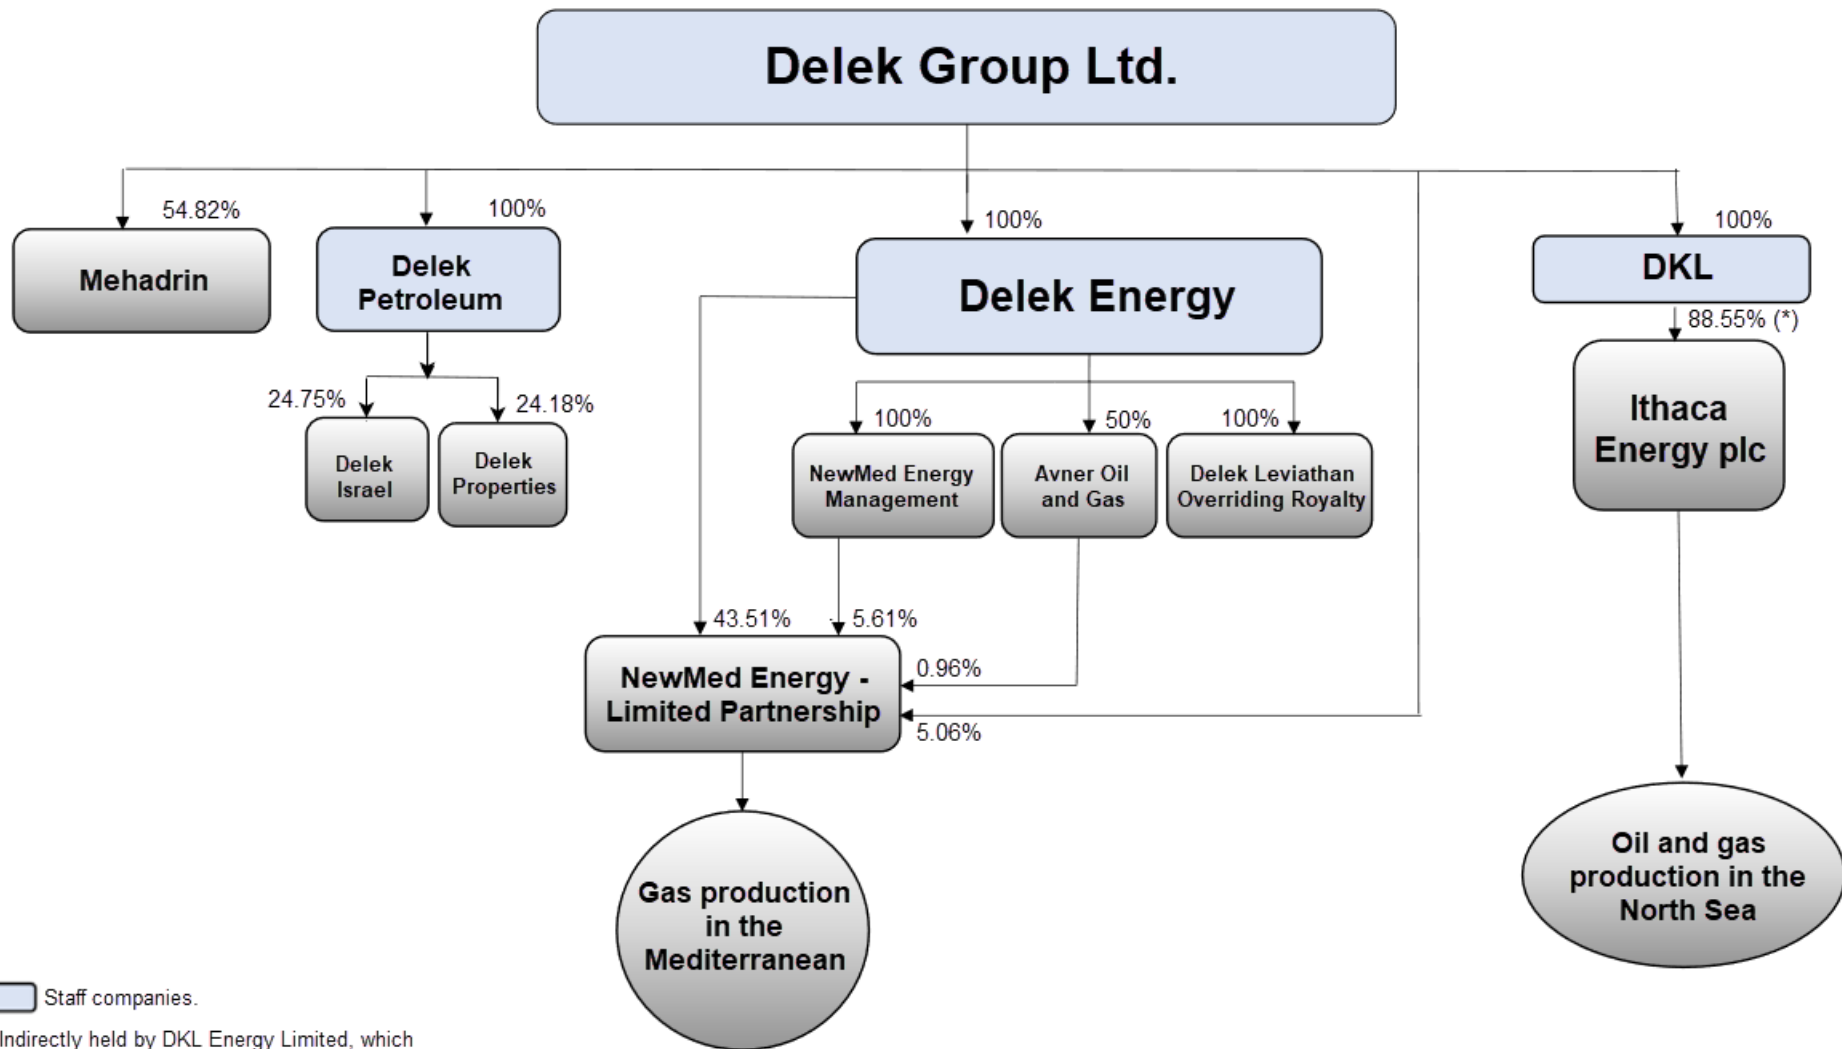 Delek Group Ltd.
54.82%
100%
100%
100%
Mehadrin
Delek
Petroleum
Delek Energy
DKL
88.55% (*)
24.75%
24.18%
Delek
Israel
Delek
Properties
100%
50%
100%
NewMed Energy
Management
Avner Oil
and Gas
Delek Leviathan
Overriding Royalty
Ithaca
Energy plc
43.51%
5.61%
0.96%
5.06%
NewMed Energy -
Limited Partnership
Gas production
in the
Mediterranean
Oil and gas
production in the
North Sea
Staff companies.
Indirectly held by DKL Energy Limited, which